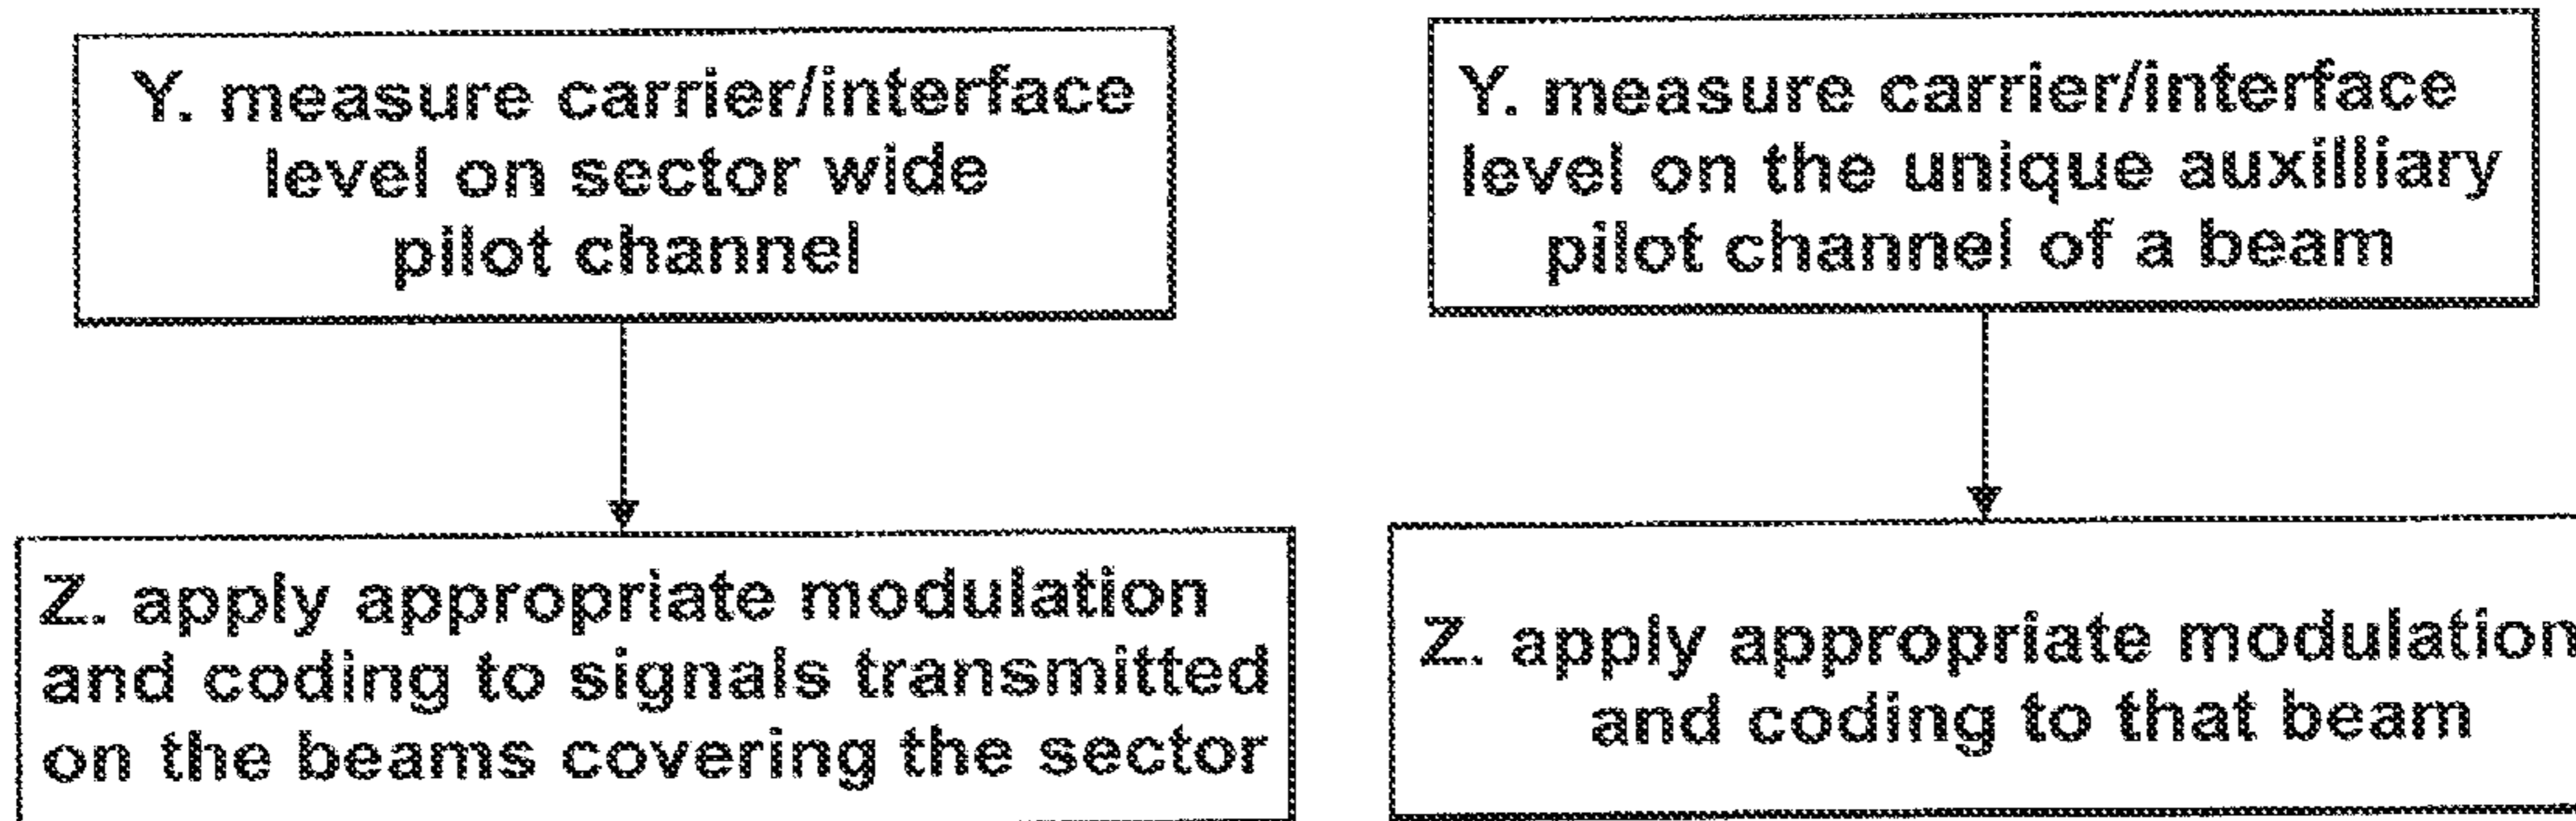 Y. measure carrier/interface
level on sector wide
pilot channel
Z. apply appropriate modulation
and coding to signals transmitted
on the beams covering the sector
Y. measure carrier/interface
level on the unique auxilliary
pilot channel of a beam
Z. apply appropriate modulation
and coding to that beam